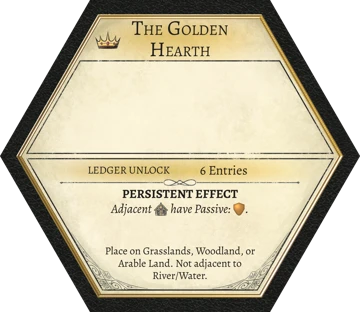 The Golden
Hearth
LEDGER UNLOCK 6 Entries
PERSISTENT EFFECT
Adjacent have Passive: .
Place on Grasslands, Woodland, or
Arable Land. Not adjacent to
River/Water.